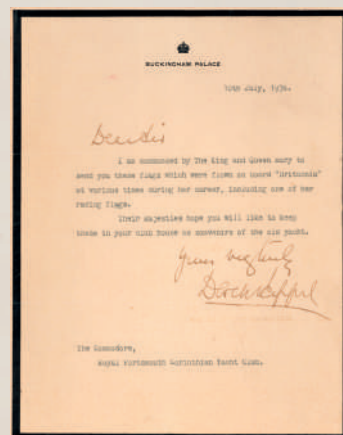 BUCKINGHAM PALACE
10th July, 1936.
Dear Sir
I am commanded by The King and Queen Mary to
send you these flags which were flown on board "Britannia"
at various times during her career, including one of her
racing flags.
Their Majesties hope you will like to keep
these in your club house as souvenirs of the old yacht.
Yours very truly
Derek Keppel
The Commodore,
Royal Portsmouth Corinthian Yacht Club.